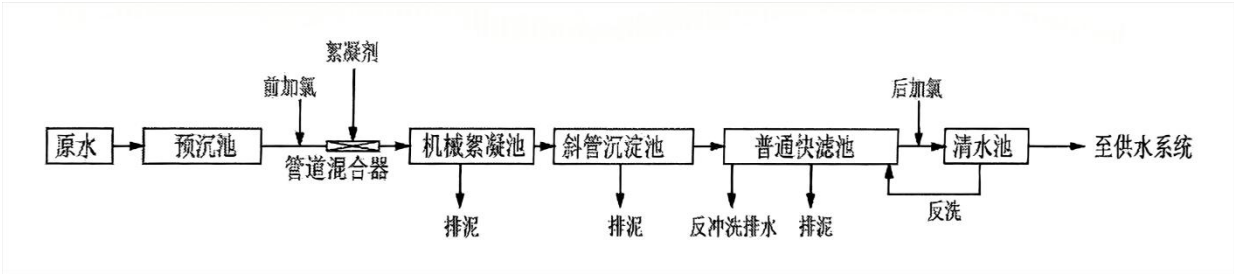 絮凝剂
前加氯
后加氯
原水
预沉池
管道混合器
机械絮凝池
斜管沉淀池
普通快滤池
清水池
至供水系统
反洗
排泥
排泥
反冲洗排水
排泥